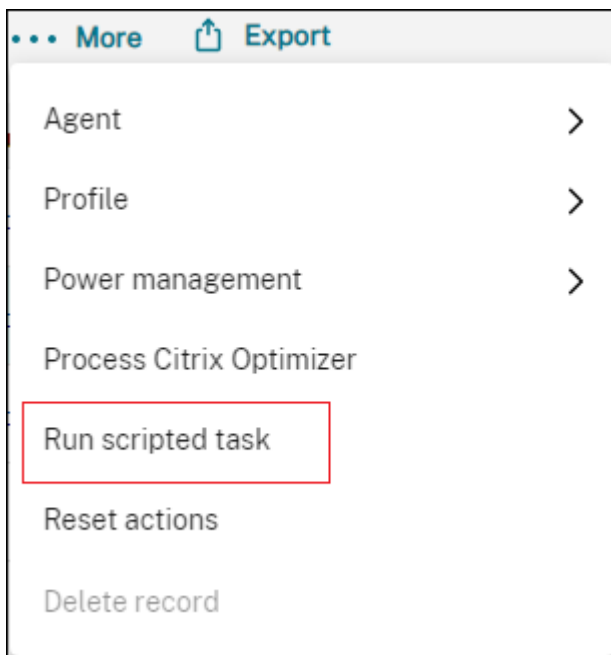 ••• More Export
Agent
Profile
Power management
Process Citrix Optimizer
Run scripted task
Reset actions
Delete record